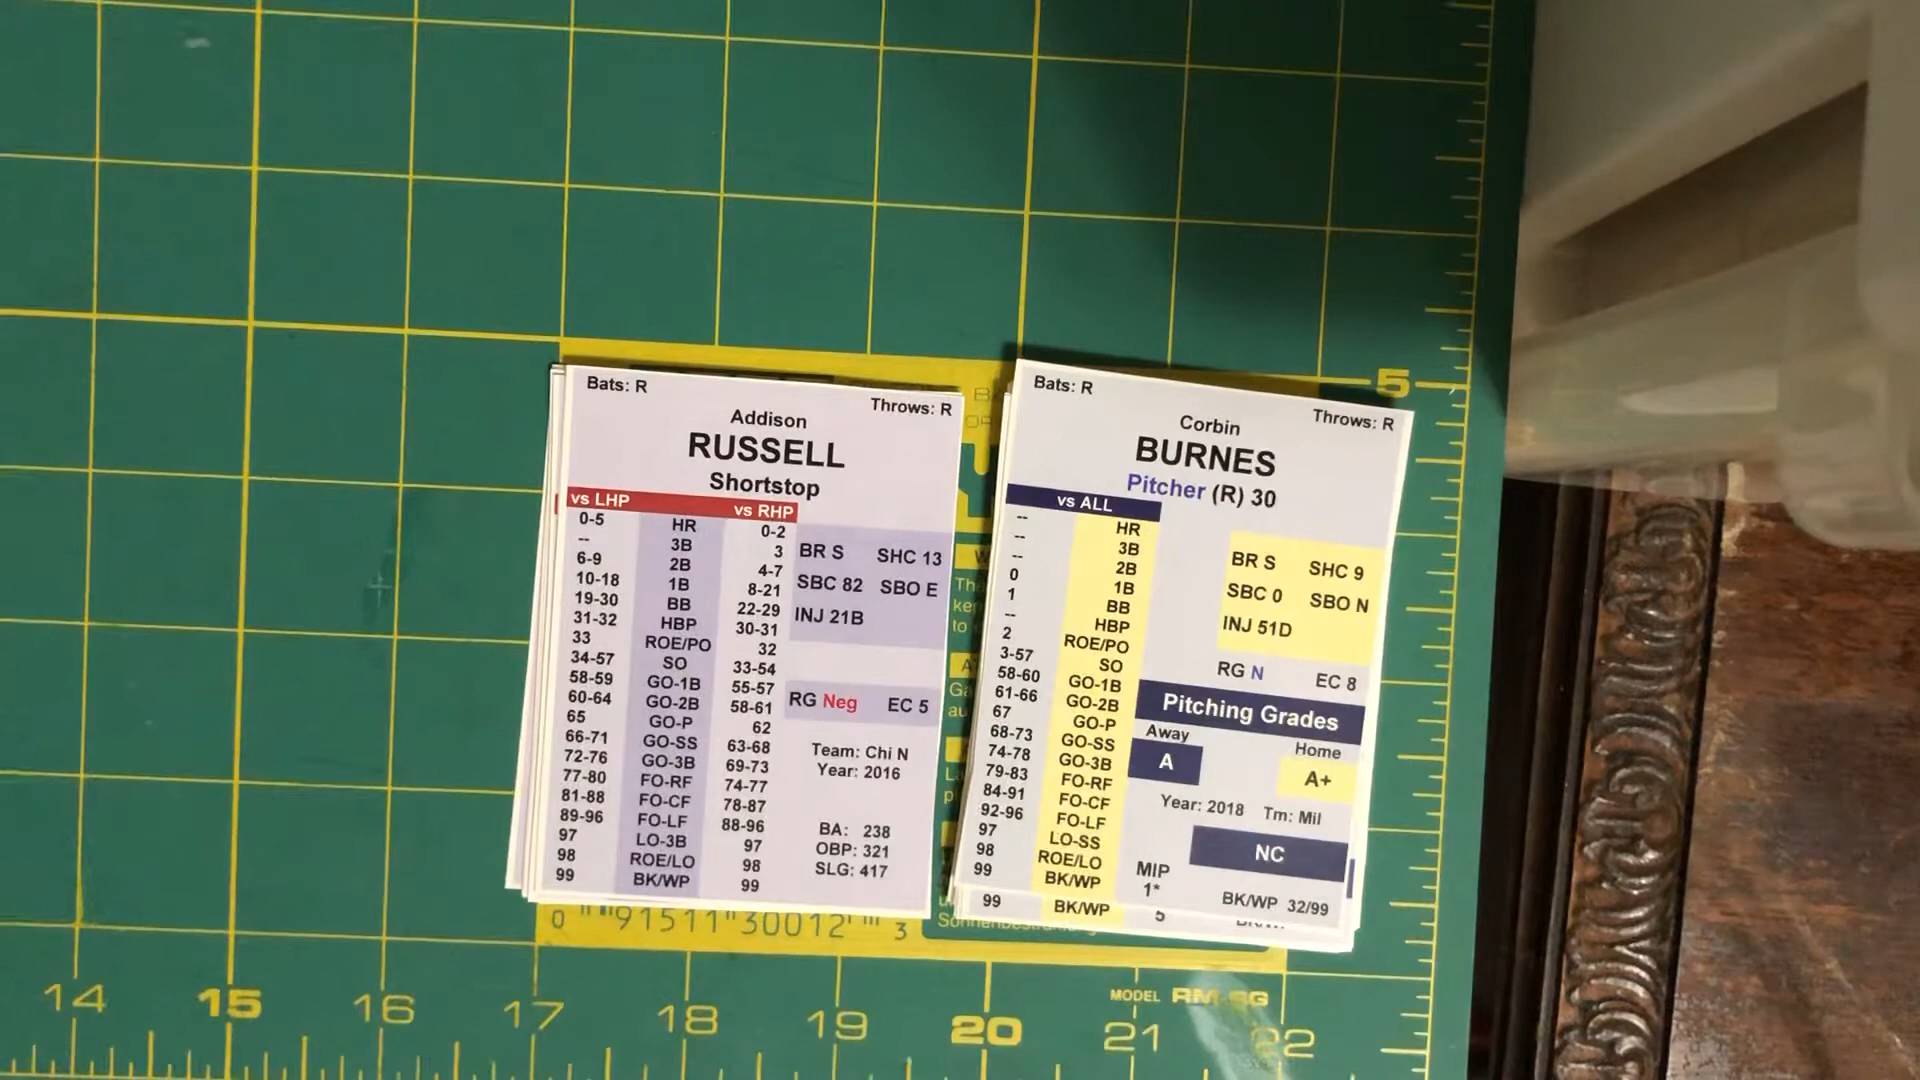 5
Bats: R
Throws: R
Addison
RUSSELL
Shortstop
vs LHP vs RHP
0-5 HR 0-2
-- 3B 3
6-9 2B 4-7
10-18 1B 8-21
19-30 BB 22-29
31-32 HBP 30-31
33 ROE/PO 32
34-57 SO 33-54
58-59 GO-1B 55-57
60-64 GO-2B 58-61
65 GO-P 62
66-71 GO-SS 63-68
72-76 GO-3B 69-73
77-80 FO-RF 74-77
81-88 FO-CF 78-87
89-96 FO-LF 88-96
97 LO-3B 97
98 ROE/LO 98
99 BK/WP 99
BR S SHC 13
SBC 82 SBO E
INJ 21B
RG Neg EC 5
Team: Chi N
Year: 2016
BA: 238
OBP: 321
SLG: 417
Bats: R
Throws: R
Corbin
BURNES
Pitcher (R) 30
vs ALL
-- HR
-- 3B
-- 2B
0 1B
1 BB
-- HBP
2 ROE/PO
3-57 SO
58-60 GO-1B
61-66 GO-2B
67 GO-P
68-73 GO-SS
74-78 GO-3B
79-83 FO-RF
84-91 FO-CF
92-96 FO-LF
97 LO-SS
98 ROE/LO
99 BK/WP
BR S SHC 9
SBC 0 SBO N
INJ 51D
RG N EC 8
Pitching Grades
Away Home
A A+
Year: 2018 Tm: Mil
NC
MIP
1*
BK/WP 32/99
99 BK/WP 5
0 91511 30012 3
MODEL RM-SG
14 15 16 17 18 19 20 21 22